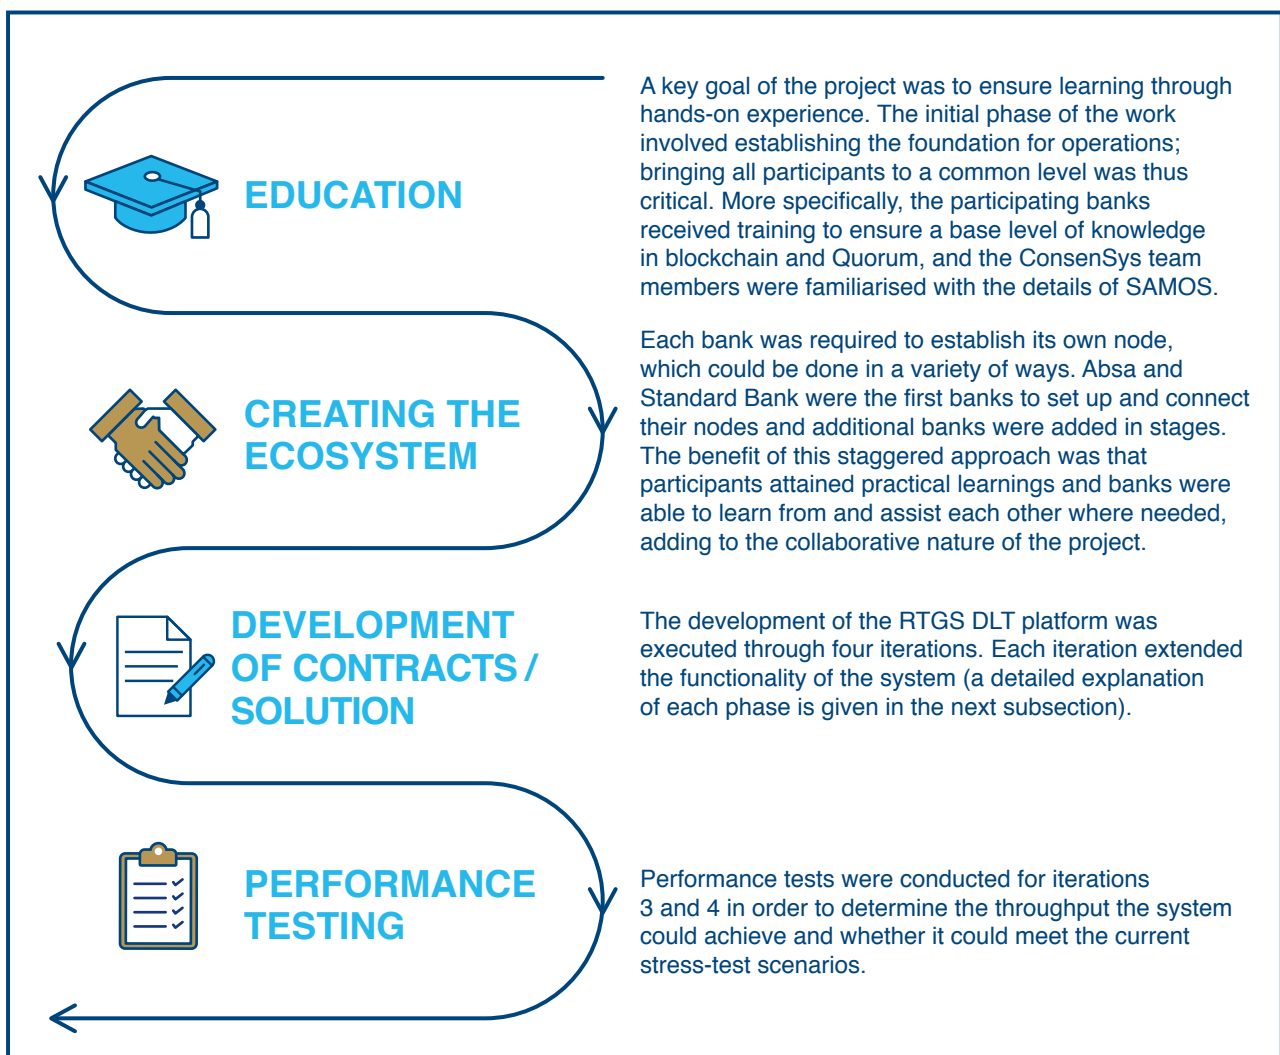 EDUCATION
A key goal of the project was to ensure learning through
hands-on experience. The initial phase of the work
involved establishing the foundation for operations;
bringing all participants to a common level was thus
critical. More specifically, the participating banks
received training to ensure a base level of knowledge
in blockchain and Quorum, and the ConsenSys team
members were familiarised with the details of SAMOS.
CREATING THE
ECOSYSTEM
Each bank was required to establish its own node,
which could be done in a variety of ways. Absa and
Standard Bank were the first banks to set up and connect
their nodes and additional banks were added in stages.
The benefit of this staggered approach was that
participants attained practical learnings and banks were
able to learn from and assist each other where needed,
adding to the collaborative nature of the project.
DEVELOPMENT
OF CONTRACTS /
SOLUTION
The development of the RTGS DLT platform was
executed through four iterations. Each iteration extended
the functionality of the system (a detailed explanation
of each phase is given in the next subsection).
PERFORMANCE
TESTING
Performance tests were conducted for iterations
3 and 4 in order to determine the throughput the system
could achieve and whether it could meet the current
stress-test scenarios.